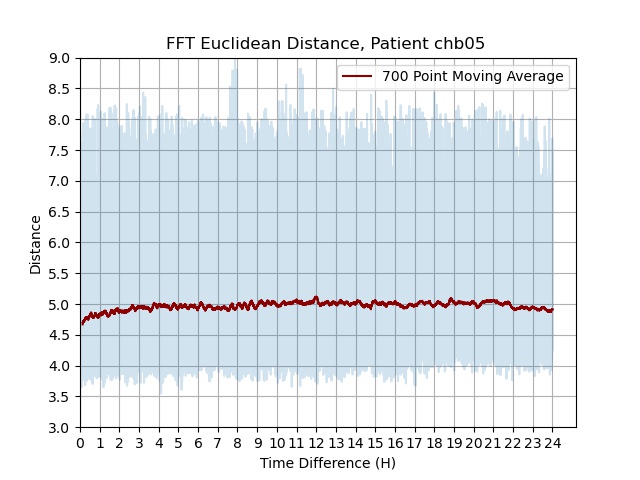 FFT Euclidean Distance, Patient chb05
700 Point Moving Average
9.0
8.5
8.0
7.5
7.0
6.5
6.0
5.5
5.0
4.5
4.0
3.5
3.0
Distance
0 1 2 3 4 5 6 7 8 9 10 11 12 13 14 15 16 17 18 19 20 21 22 23 24
Time Difference (H)